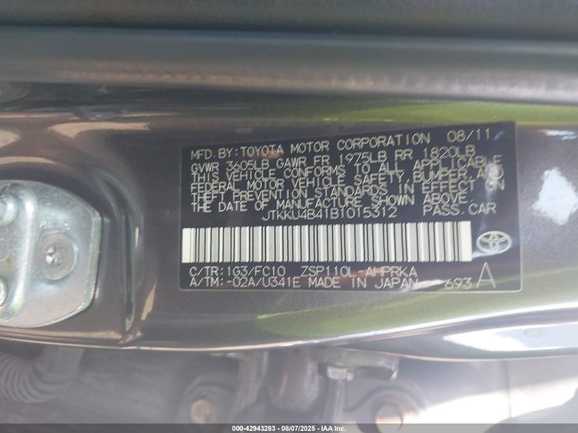 MFD. BY: TOYOTA MOTOR CORPORATION 08/11
GVWR 3605LB GAWR FR 1975LB RR 1820LB
THIS VEHICLE CONFORMS TO ALL APPLICABLE
FEDERAL MOTOR VEHICLE SAFETY, BUMPER, AND
THEFT PREVENTION STANDARDS IN EFFECT ON
THE DATE OF MANUFACTURE SHOWN ABOVE.
JTKKU4B41B1015312 PASS. CAR
C/TR: 1G3/FC10 ZSP110L-AHPRKA
A/TM: -02A/U341E MADE IN JAPAN 693 A
TOYOTA
000-42943293 - 08/07/2025 - IAA, Inc.